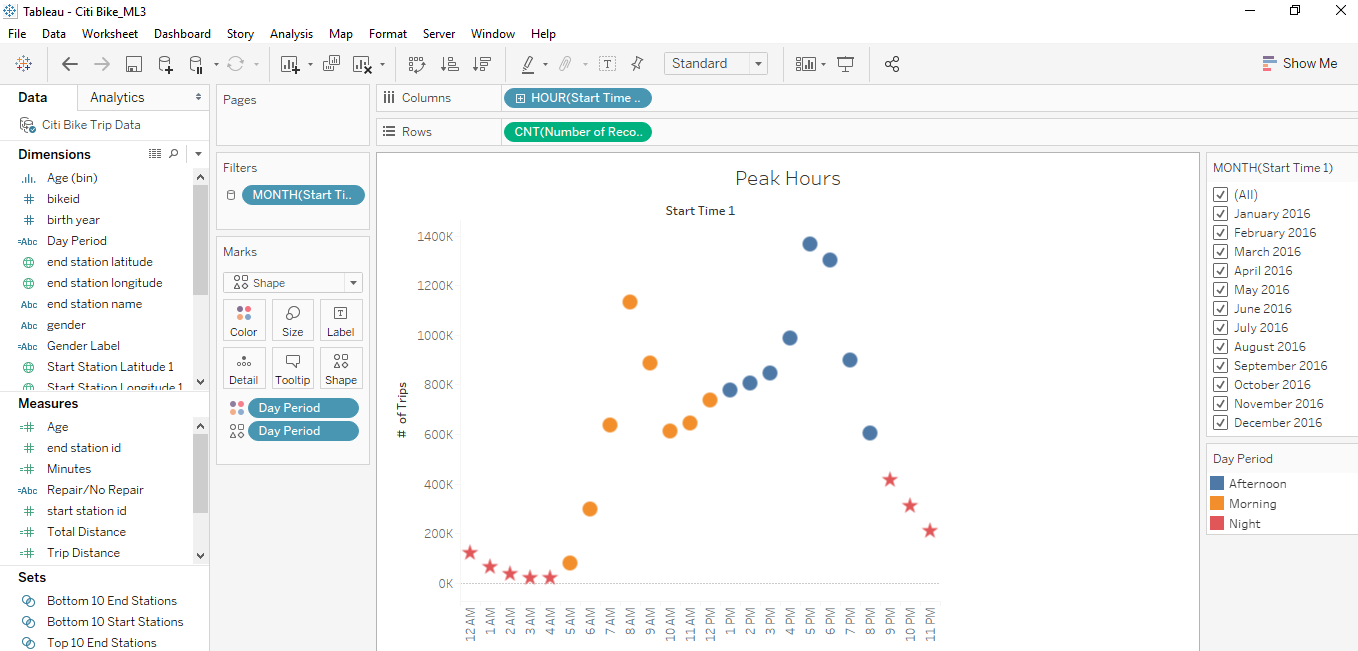 Tableau - Citi Bike_ML3
File Data Worksheet Dashboard Story Analysis Map Format Server Window Help
Standard
Show Me
Data
Analytics
Citi Bike Trip Data
Dimensions
Age (bin)
bikeid
birth year
=Abc Day Period
end station latitude
end station longitude
Abc end station name
Abc gender
=Abc Gender Label
Start Station Latitude 1
Start Station Longitude 1
Measures
Age
end station id
Minutes
=Abc Repair/No Repair
start station id
Total Distance
Trip Distance
Sets
Bottom 10 End Stations
Bottom 10 Start Stations
Top 10 End Stations
Pages
Filters
MONTH(Start Ti..
Marks
Shape
Color Size Label
Detail Tooltip Shape
Day Period
Day Period
Columns
HOUR(Start Time ..
Rows
CNT(Number of Reco..
Peak Hours
Start Time 1
# of Trips
1400K
1200K
1000K
800K
600K
400K
200K
0K
12 AM 1 AM 2 AM 3 AM 4 AM 5 AM 6 AM 7 AM 8 AM 9 AM 10 AM 11 AM 12 PM 1 PM 2 PM 3 PM 4 PM 5 PM 6 PM 7 PM 8 PM 9 PM 10 PM 11 PM
MONTH(Start Time 1)
(All)
January 2016
February 2016
March 2016
April 2016
May 2016
June 2016
July 2016
August 2016
September 2016
October 2016
November 2016
December 2016
Day Period
Afternoon
Morning
Night